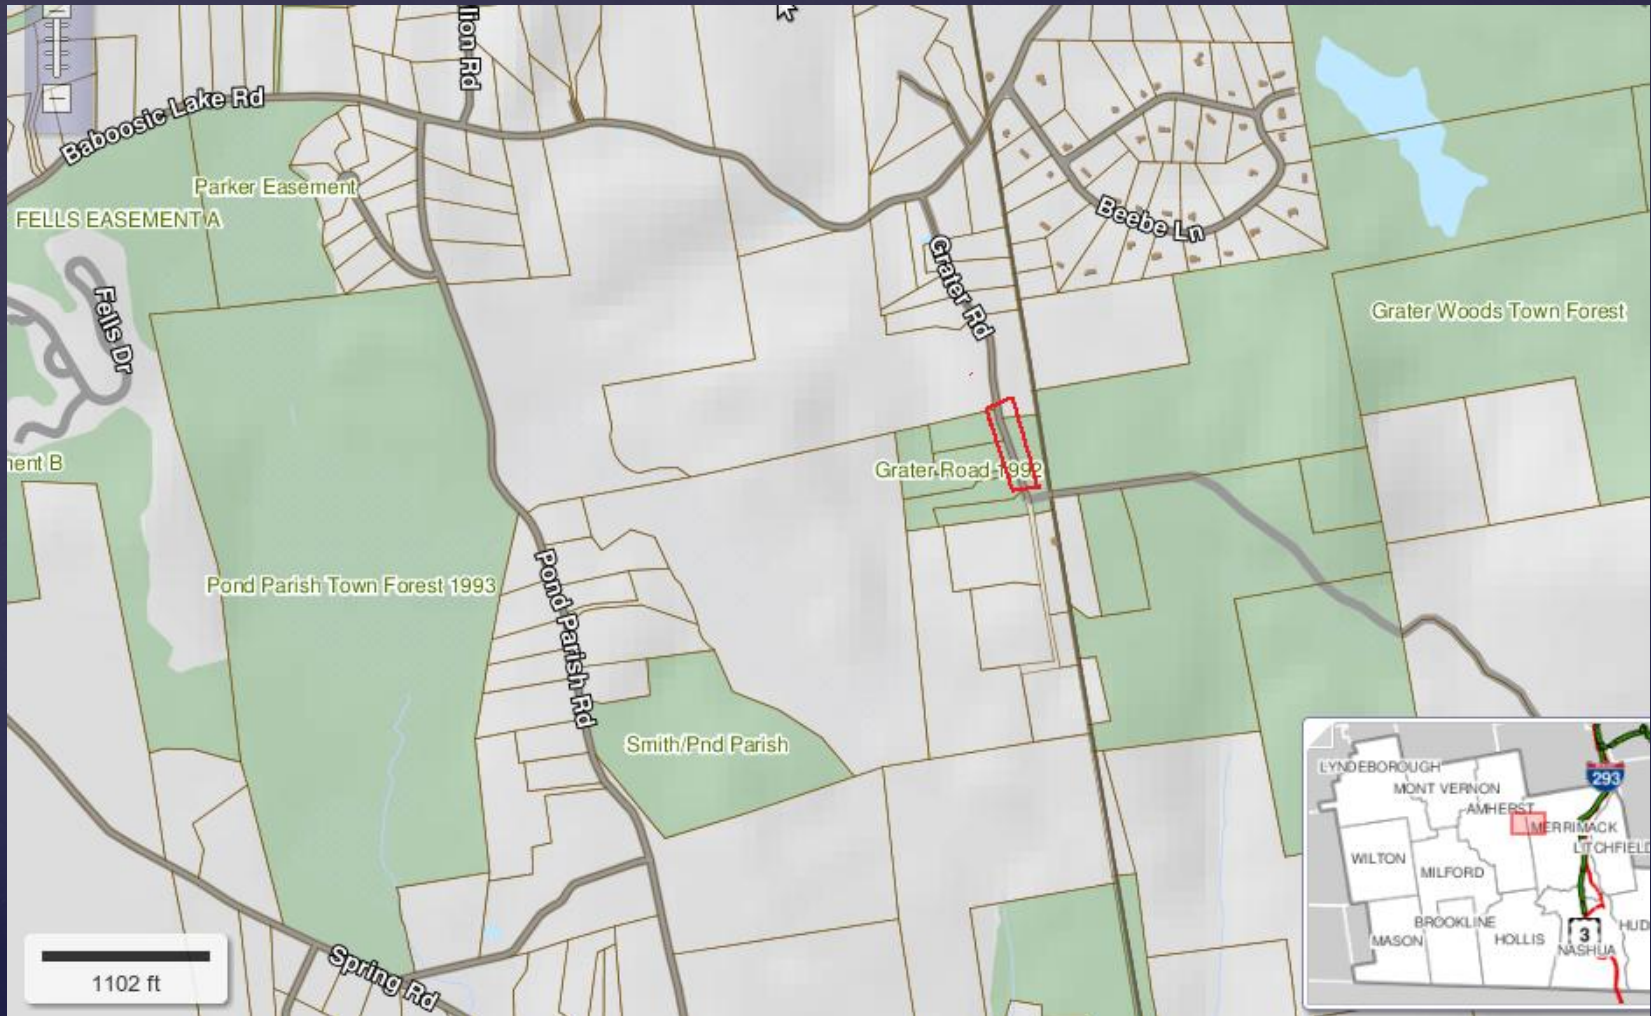 lion Rd
Baboosic Lake Rd
Parker Easement
FELLS EASEMENT A
Beebe Ln
Grater Rd
Fells Dr
Grater Woods Town Forest
ment B
Grater Road 1992
Pond Parish Town Forest 1993
Pond Parish Rd
Smith/Pnd Parish
Spring Rd
1102 ft
293
LYNDEBOROUGH
MONT VERNON
AMHERST
MERRIMACK
LITCHFIELD
WILTON
MILFORD
BROOKLINE
HUD
MASON
HOLLIS
3
NASHUA